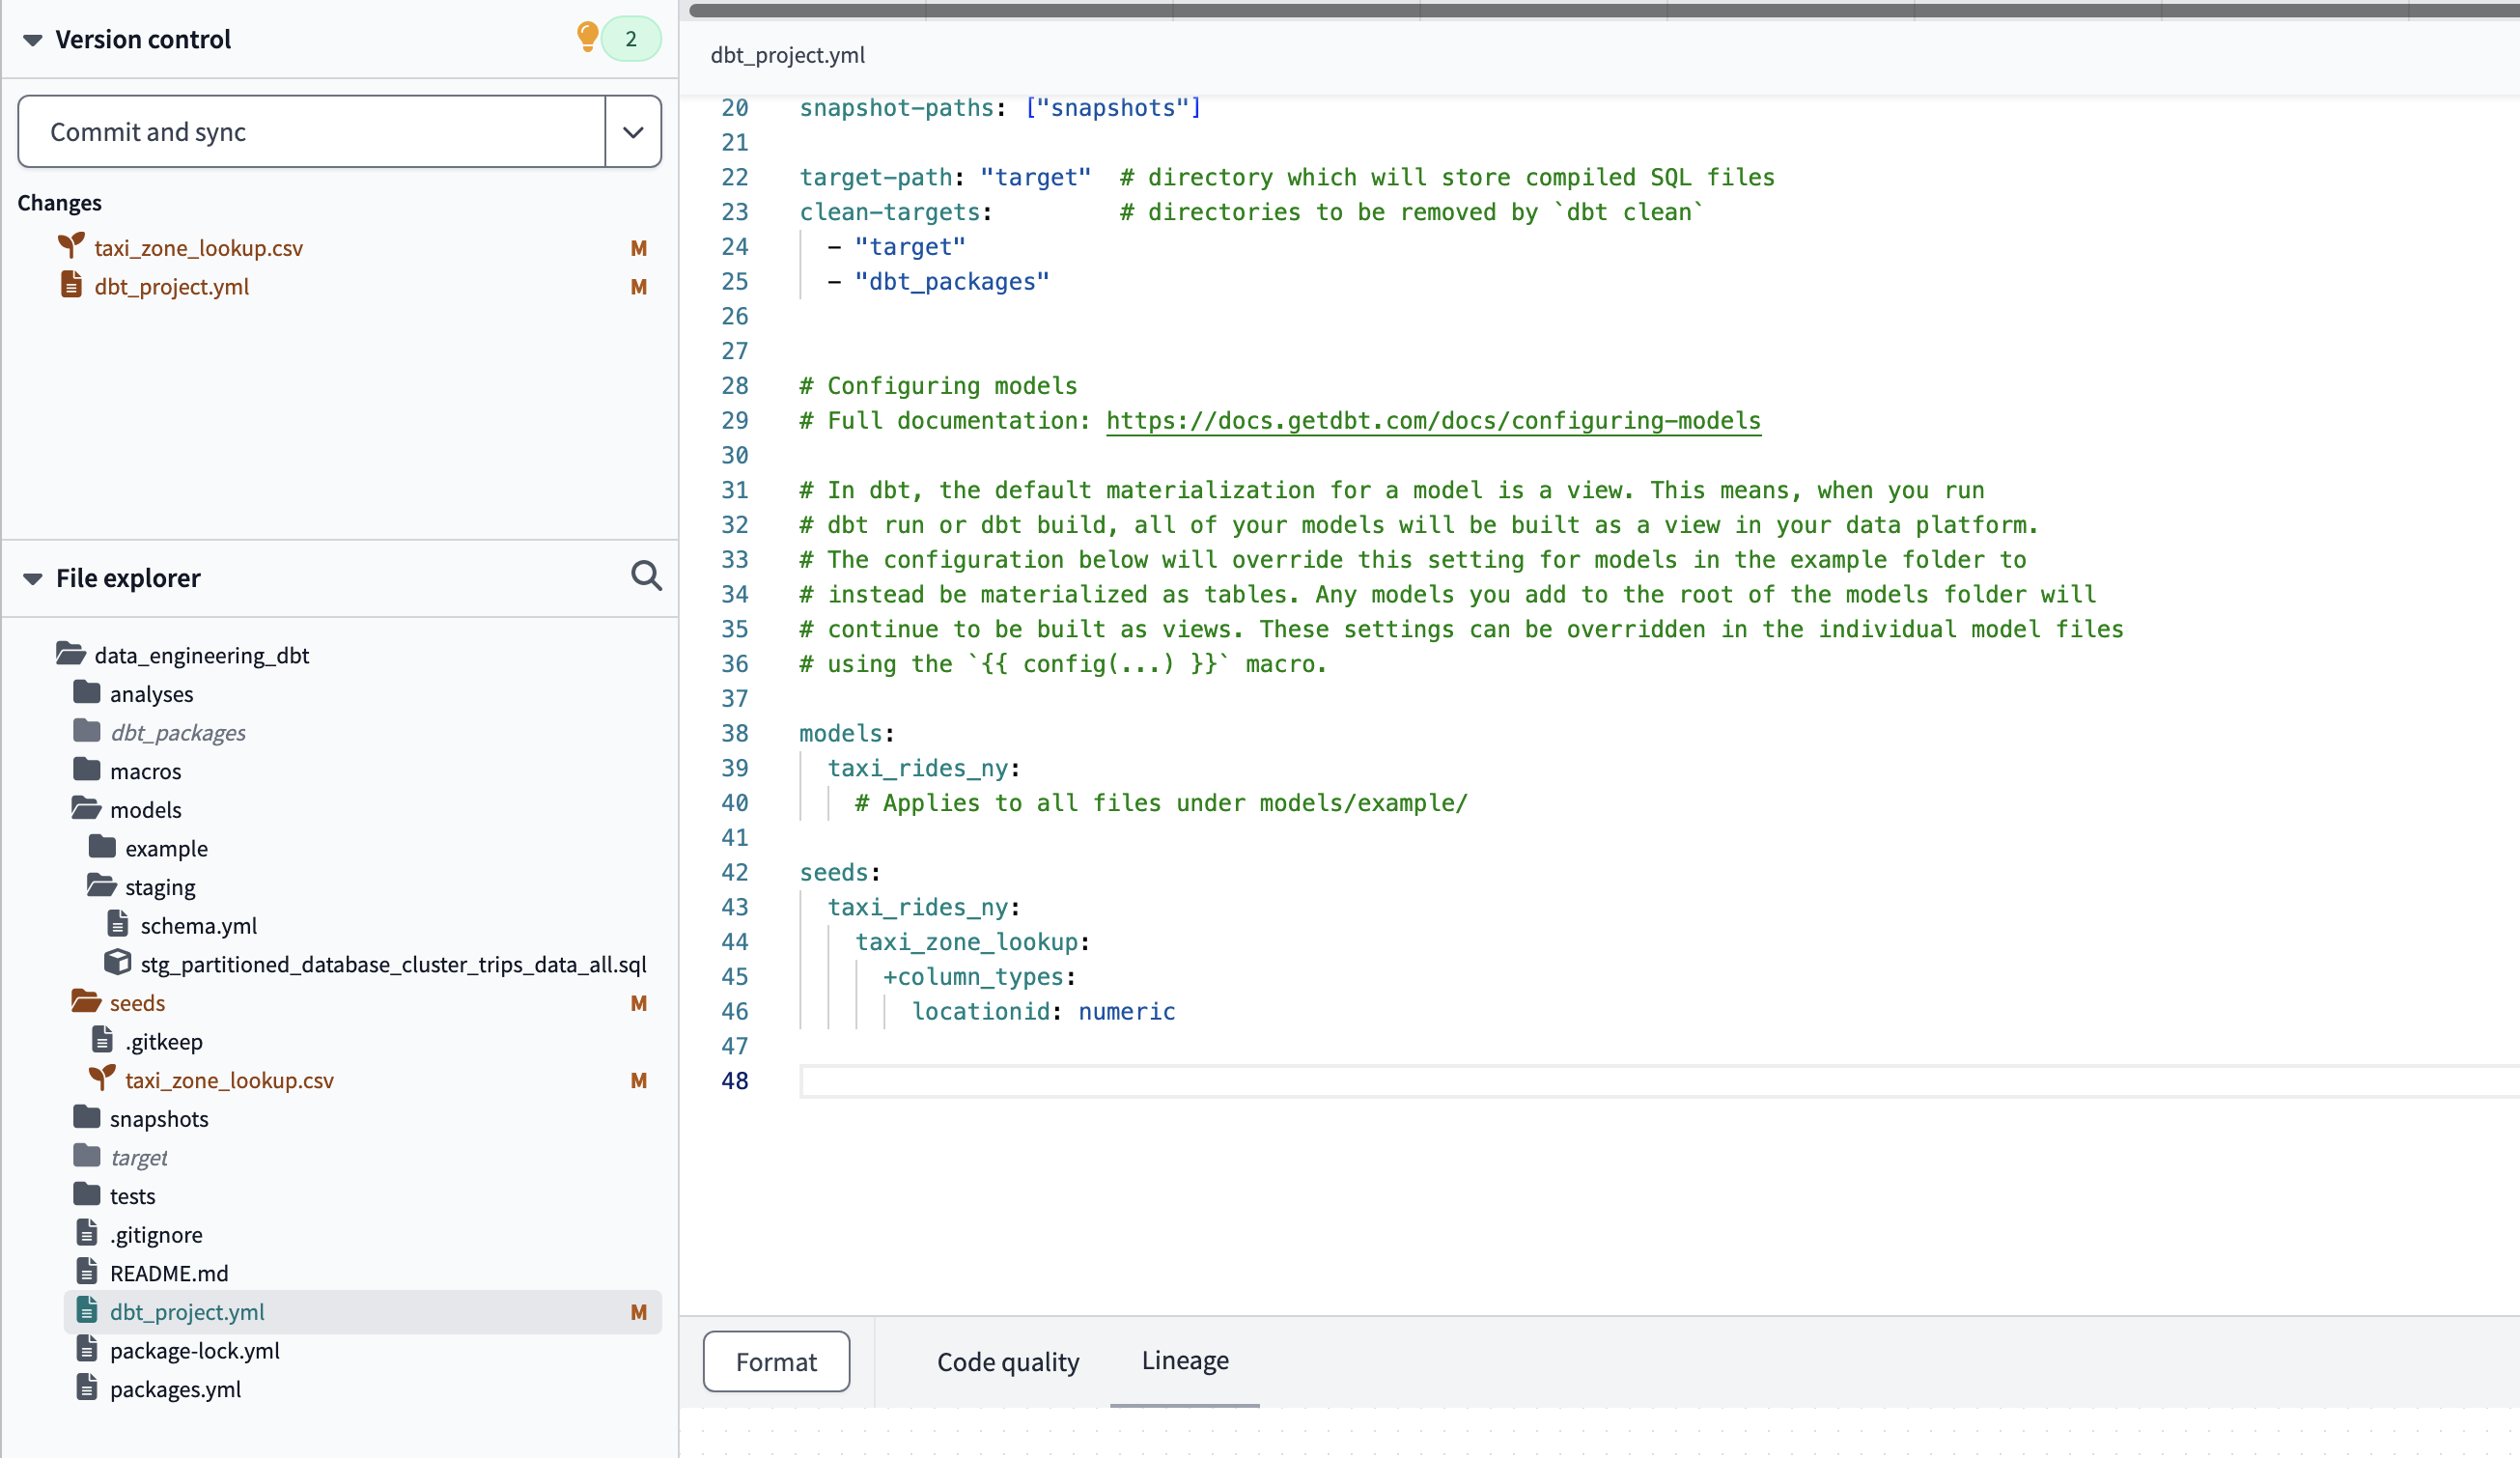 Version control
2
Commit and sync
Changes
taxi_zone_lookup.csv M
dbt_project.yml M
File explorer
data_engineering_dbt
analyses
dbt_packages
macros
models
example
staging
schema.yml
stg_partitioned_database_cluster_trips_data_all.sql
seeds M
.gitkeep
taxi_zone_lookup.csv M
snapshots
target
tests
.gitignore
README.md
dbt_project.yml M
package-lock.yml
packages.yml
dbt_project.yml
20 snapshot-paths: ["snapshots"]
21
22 target-path: "target"  # directory which will store compiled SQL files
23 clean-targets:         # directories to be removed by `dbt clean`
24   - "target"
25   - "dbt_packages"
26
27
28 # Configuring models
29 # Full documentation: https://docs.getdbt.com/docs/configuring-models
30
31 # In dbt, the default materialization for a model is a view. This means, when you run
32 # dbt run or dbt build, all of your models will be built as a view in your data platform.
33 # The configuration below will override this setting for models in the example folder to
34 # instead be materialized as tables. Any models you add to the root of the models folder will
35 # continue to be built as views. These settings can be overridden in the individual model files
36 # using the `{{ config(...) }}` macro.
37
38 models:
39   taxi_rides_ny:
40     # Applies to all files under models/example/
41
42 seeds:
43   taxi_rides_ny:
44     taxi_zone_lookup:
45       +column_types:
46         locationid: numeric
47
48
Format
Code quality
Lineage